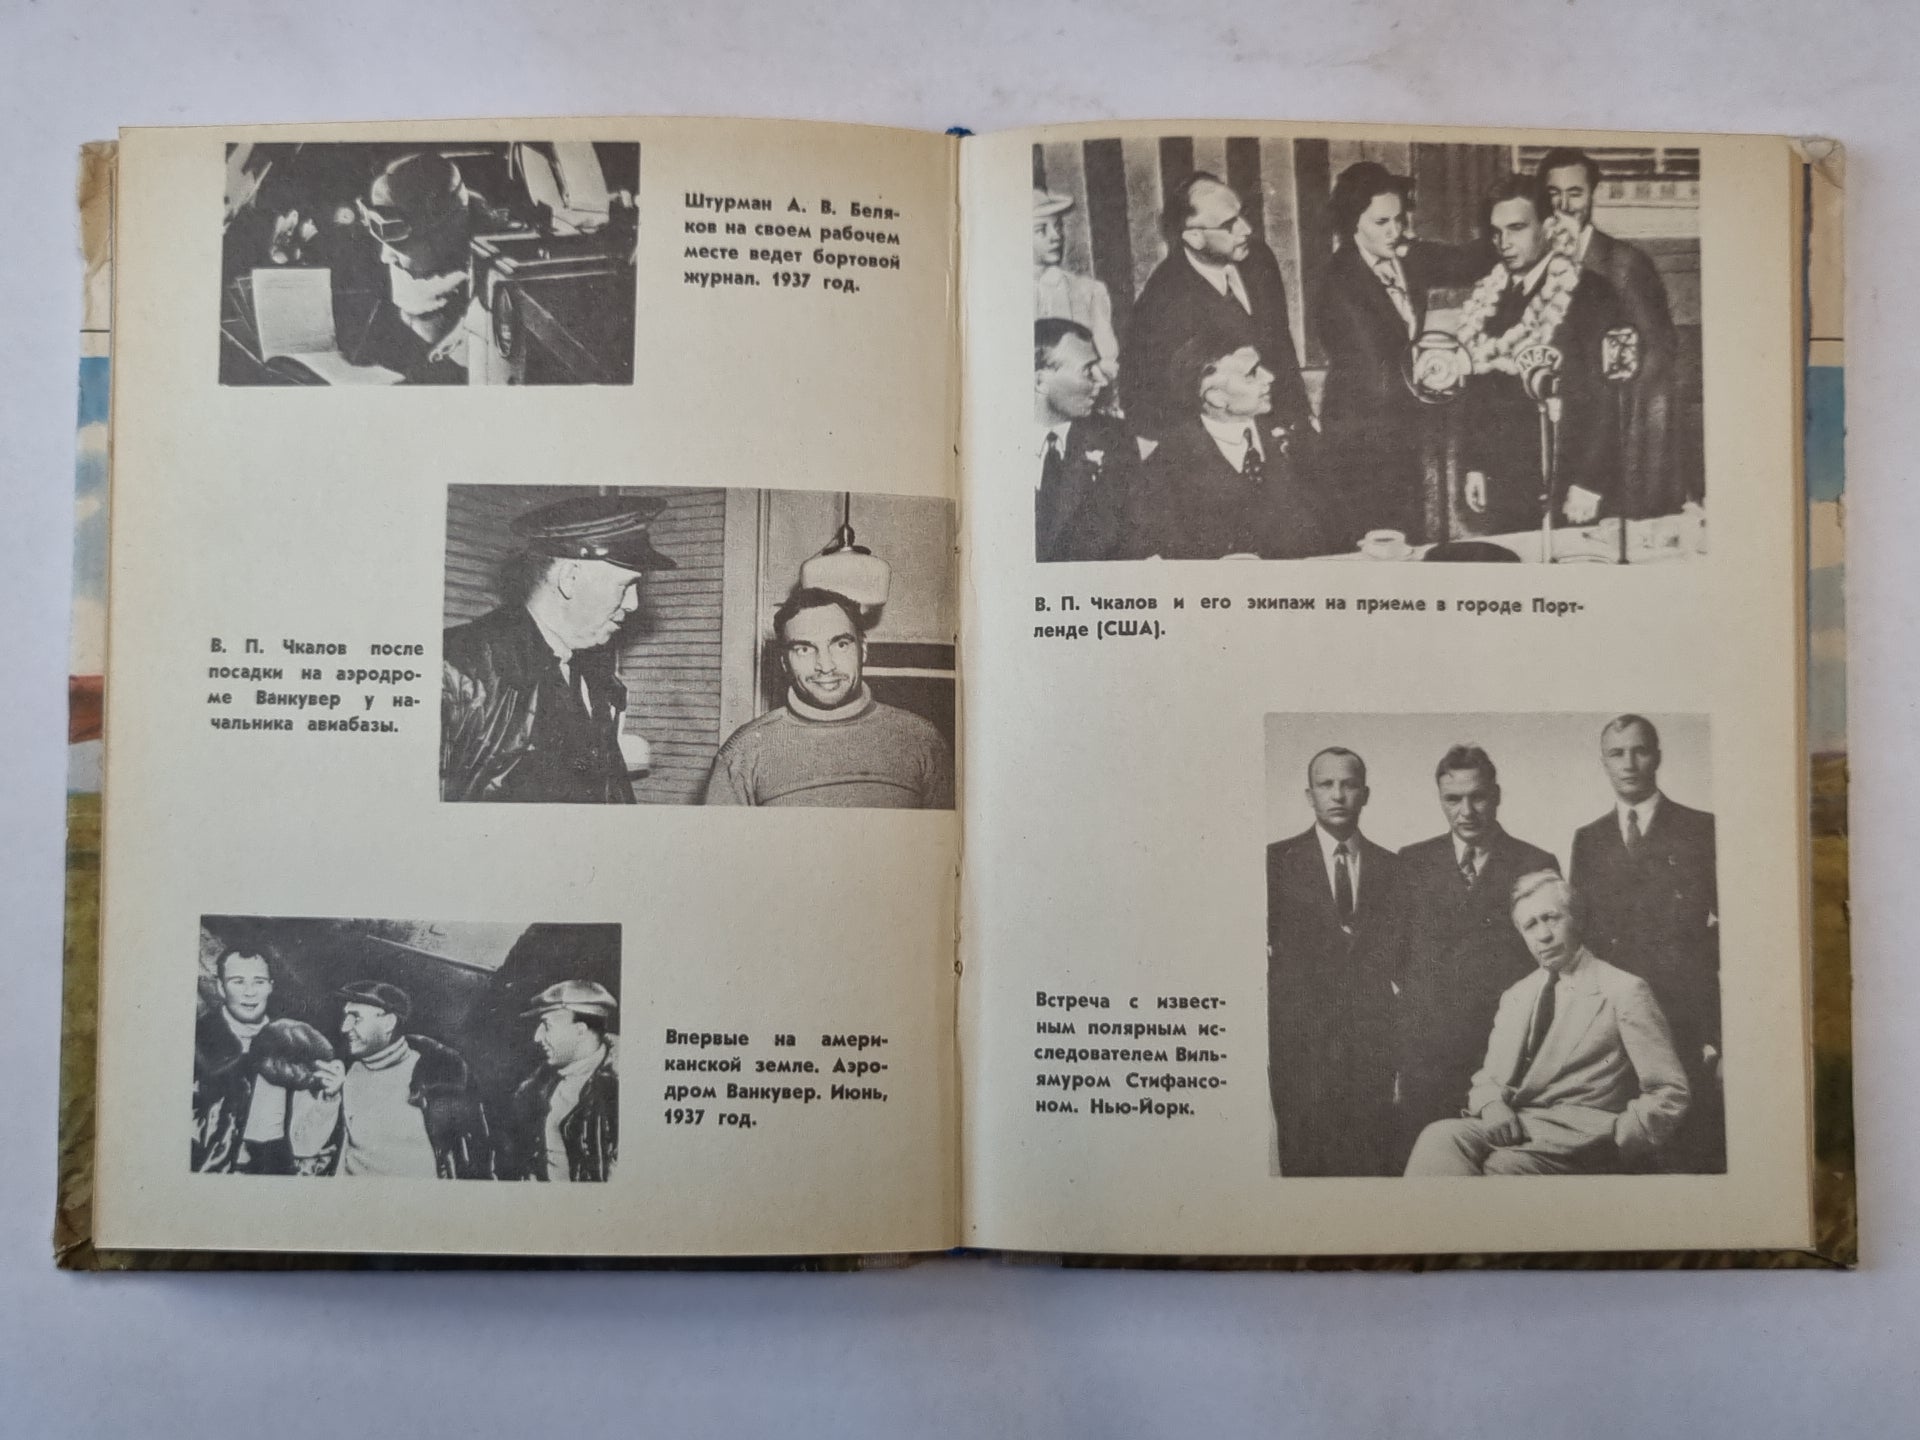 Штурман А. В. Беля-
ков на своем рабочем
месте ведет бортовой
журнал. 1937 год.
В. П. Чкалов после
посадки на аэродро-
ме Ванкувер у на-
чальника авиабазы.
Впервые на амери-
канской земле. Аэро-
дром Ванкувер. Июнь,
1937 год.
NBC
В. П. Чкалов и его экипаж на приеме в городе Порт-
ленде (США).
Встреча с извест-
ным полярным ис-
следователем Виль-
ямуром Стифансо-
ном. Нью-Йорк.